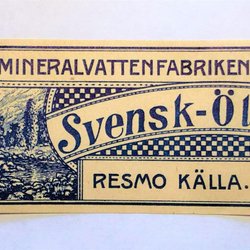 MINERALVATTENFABRIKEN
Svensk-Öl
RESMO KÄLLA.